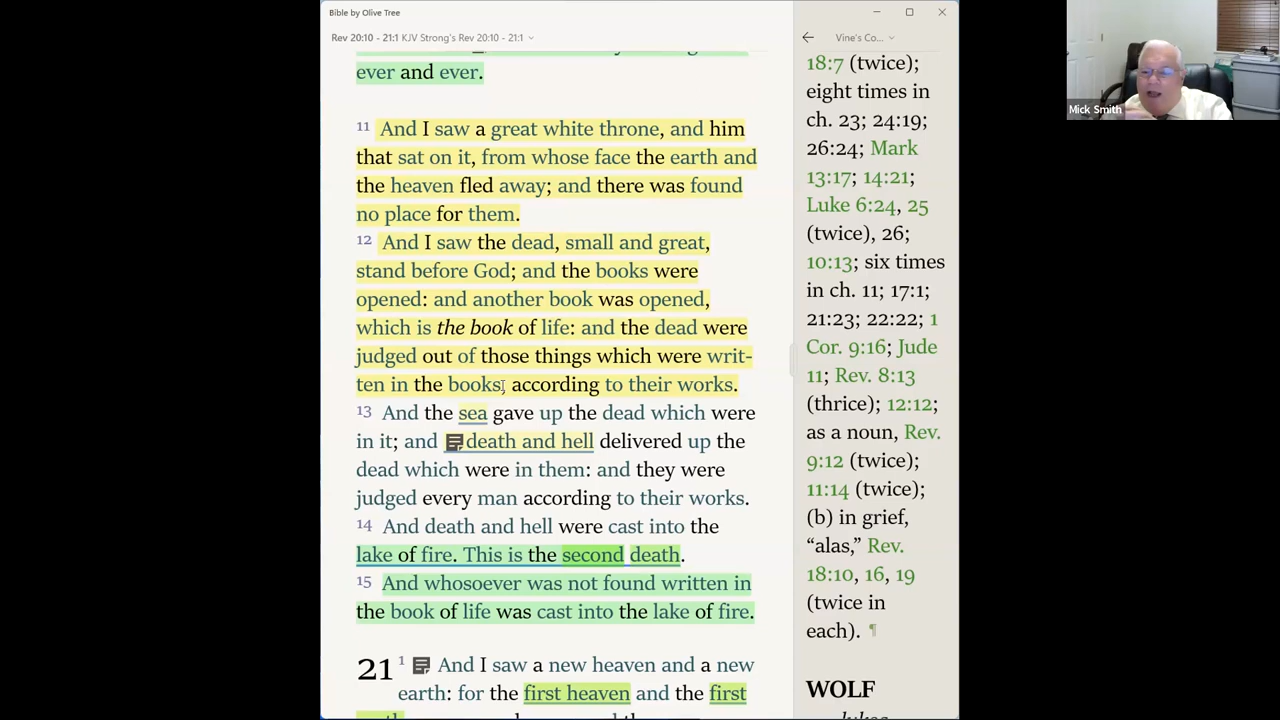 Bible by Olive Tree
Rev 20:10 - 21:1 KJV Strong's Rev 20:10 - 21:1
ever and ever.
11 And I saw a great white throne, and him
that sat on it, from whose face the earth and
the heaven fled away; and there was found
no place for them.
12 And I saw the dead, small and great,
stand before God; and the books were
opened: and another book was opened,
which is the book of life: and the dead were
judged out of those things which were writ-
ten in the books, according to their works.
13 And the sea gave up the dead which were
in it; and death and hell delivered up the
dead which were in them: and they were
judged every man according to their works.
14 And death and hell were cast into the
lake of fire. This is the second death.
15 And whosoever was not found written in
the book of life was cast into the lake of fire.
21 1 And I saw a new heaven and a new
earth: for the first heaven and the first
Vine's Co...
18:7 (twice);
eight times in
ch. 23; 24:19;
26:24; Mark
13:17; 14:21;
Luke 6:24, 25
(twice), 26;
10:13; six times
in ch. 11; 17:1;
21:23; 22:22; 1
Cor. 9:16; Jude
11; Rev. 8:13
(thrice); 12:12;
as a noun, Rev.
9:12 (twice);
11:14 (twice);
(b) in grief,
“alas,” Rev.
18:10, 16, 19
(twice in
each). ¶
WOLF
Mick Smith